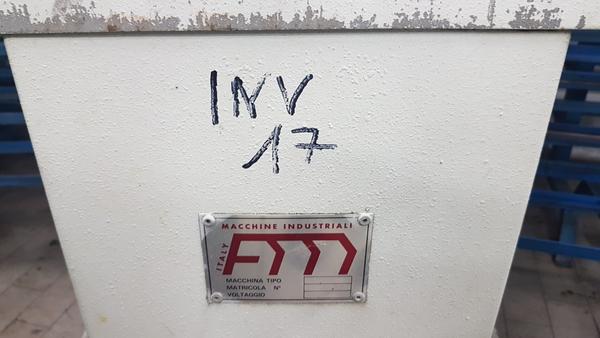 INV
17
MACCHINE INDUSTRIALI
ITALY
FM
MACCHINA TIPO
MATRICOLA N°
VOLTAGGIO